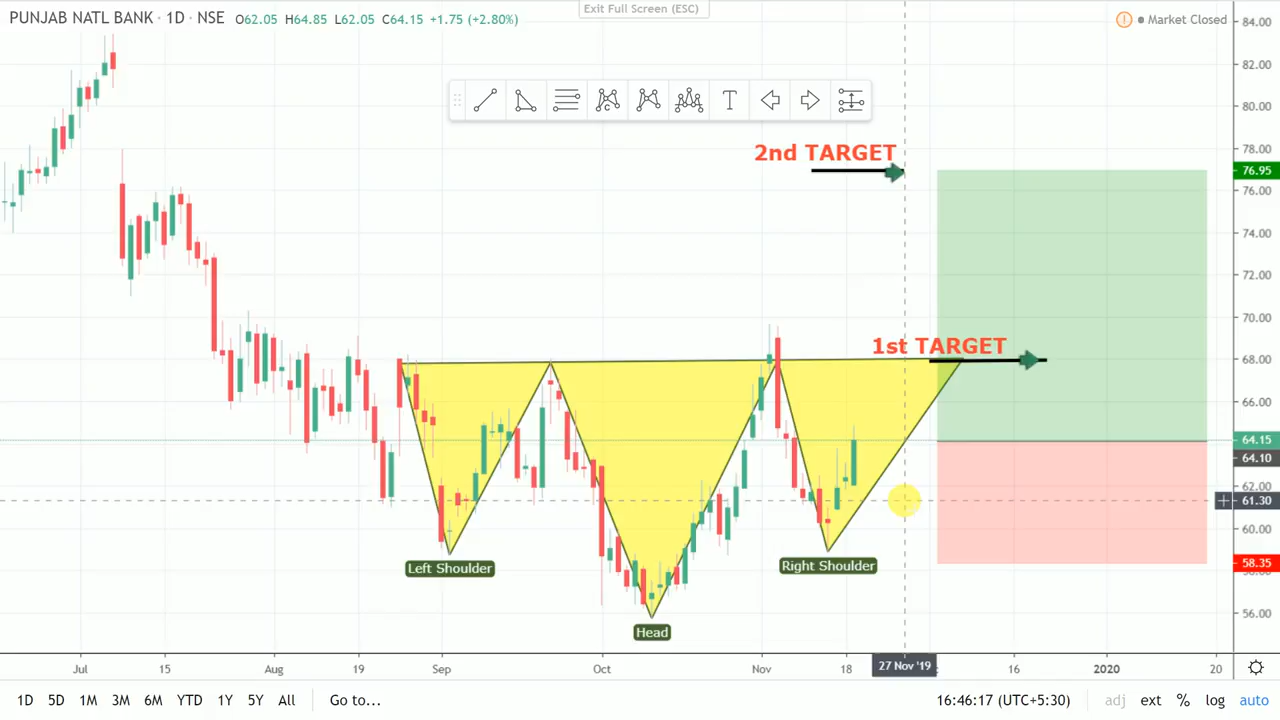 PUNJAB NATL BANK · 1D · NSE O62.05 H64.85 L62.05 C64.15 +1.75 (+2.80%)
Exit Full Screen (ESC)
Market Closed
T
2nd TARGET
1st TARGET
Left Shoulder
Head
Right Shoulder
84.00
82.00
80.00
78.00
76.95
76.00
74.00
72.00
70.00
68.00
66.00
64.15
64.10
62.00
61.30
60.00
58.35
56.00
Jul 15 Aug 19 Sep Oct Nov 18 27 Nov '19 16 2020 20
1D 5D 1M 3M 6M YTD 1Y 5Y All Go to... 16:46:17 (UTC+5:30) adj ext % log auto